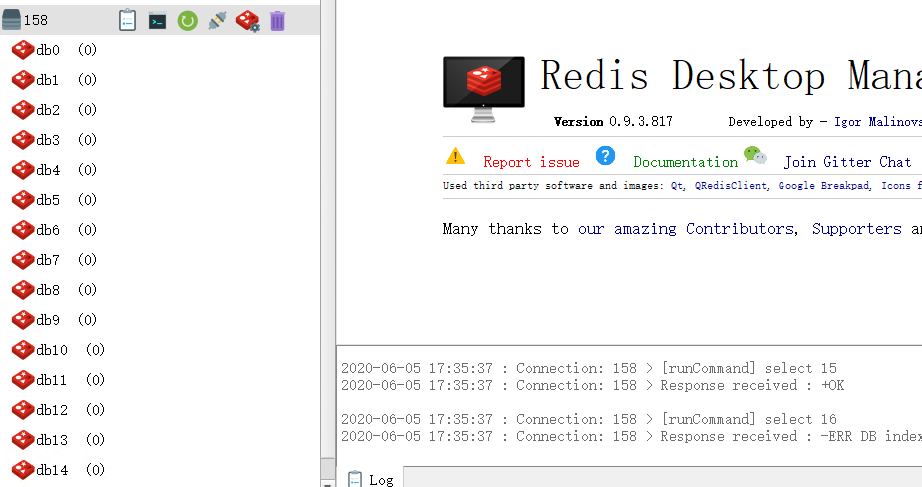 158
db0 (0)
db1 (0)
db2 (0)
db3 (0)
db4 (0)
db5 (0)
db6 (0)
db7 (0)
db8 (0)
db9 (0)
db10 (0)
db11 (0)
db12 (0)
db13 (0)
db14 (0)
Redis Desktop Mana
Version 0.9.3.817 Developed by - Igor Malinovs
Report issue Documentation Join Gitter Chat
Used third party software and images: Qt, QRedisClient, Google Breakpad, Icons f
Many thanks to our amazing Contributors, Supporters an
2020-06-05 17:35:37 : Connection: 158 > [runCommand] select 15
2020-06-05 17:35:37 : Connection: 158 > Response received : +OK
2020-06-05 17:35:37 : Connection: 158 > [runCommand] select 16
2020-06-05 17:35:37 : Connection: 158 > Response received : -ERR DB index
Log